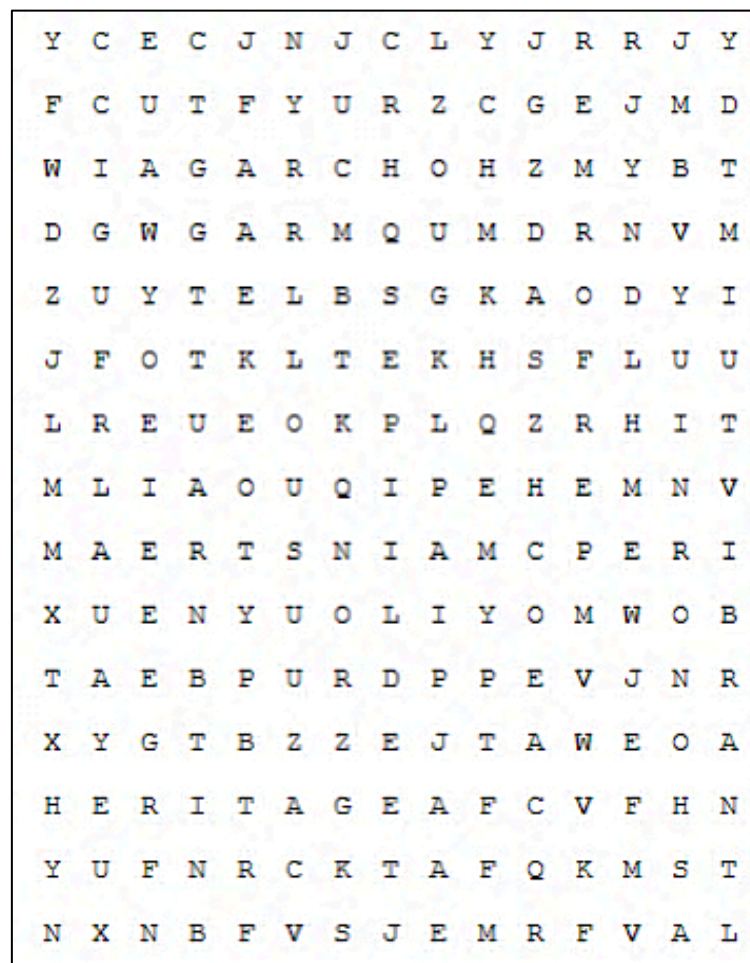 Y C E C J N J C L Y J R R J Y
F C U T F Y U R Z C G E J M D
W I A G A R C H O H Z M Y B T
D G W G A R M Q U M D R N V M
Z U Y T E L B S G K A O D Y I
J F O T K L T E K H S F L U U
L R E U E O K P L Q Z R H I T
M L I A O U Q I P E H E M N V
M A E R T S N I A M C P E R I
X U E N Y U O L I Y O M W O B
T A E B P U R D P P E V J N R
X Y G T B Z Z E J T A W E O A
H E R I T A G E A F C V F H N
Y U F N R C K T A F Q K M S T
N X N B F V S J E M R F V A L